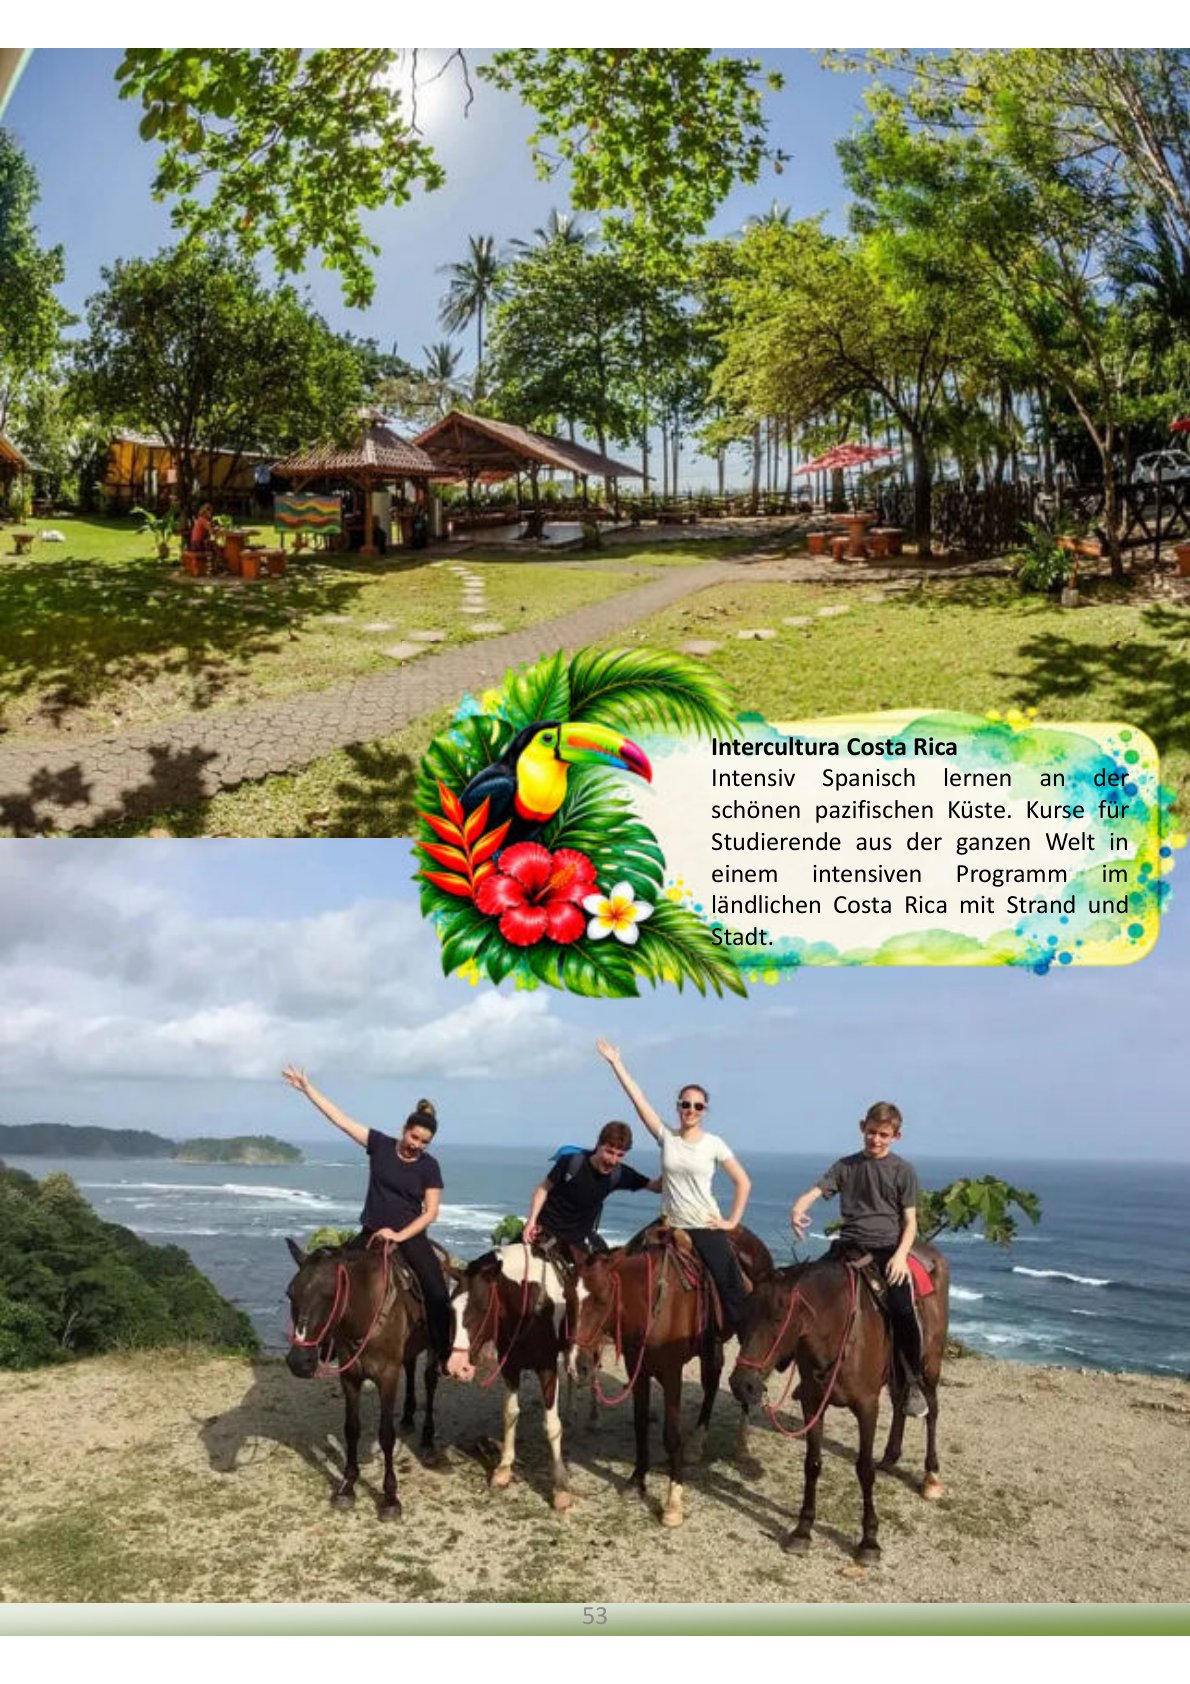 Intercultura Costa Rica
Intensiv Spanisch lernen an der
schönen pazifischen Küste. Kurse für
Studierende aus der ganzen Welt in
einem intensiven Programm im
ländlichen Costa Rica mit Strand und
Stadt.
53